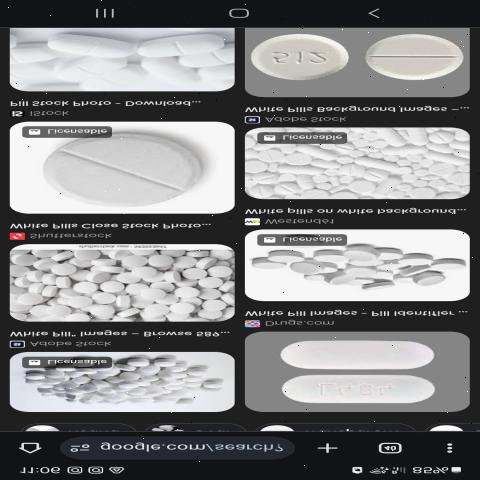 11:06 85%
google.com/search? 40
L484
Licensable
Adobe Stock
White Pill" Images – Browse 589...
Drugs.com
White Pill Images - Pill Identifier ...
Licensable
Shutterstock
White Pills Close Stock Photo...
Westend61
White pills on white background...
Licensable
Licensable
iStock
Pill Stock Photo - Download...
Adobe Stock
White Pills Background Images –...
512